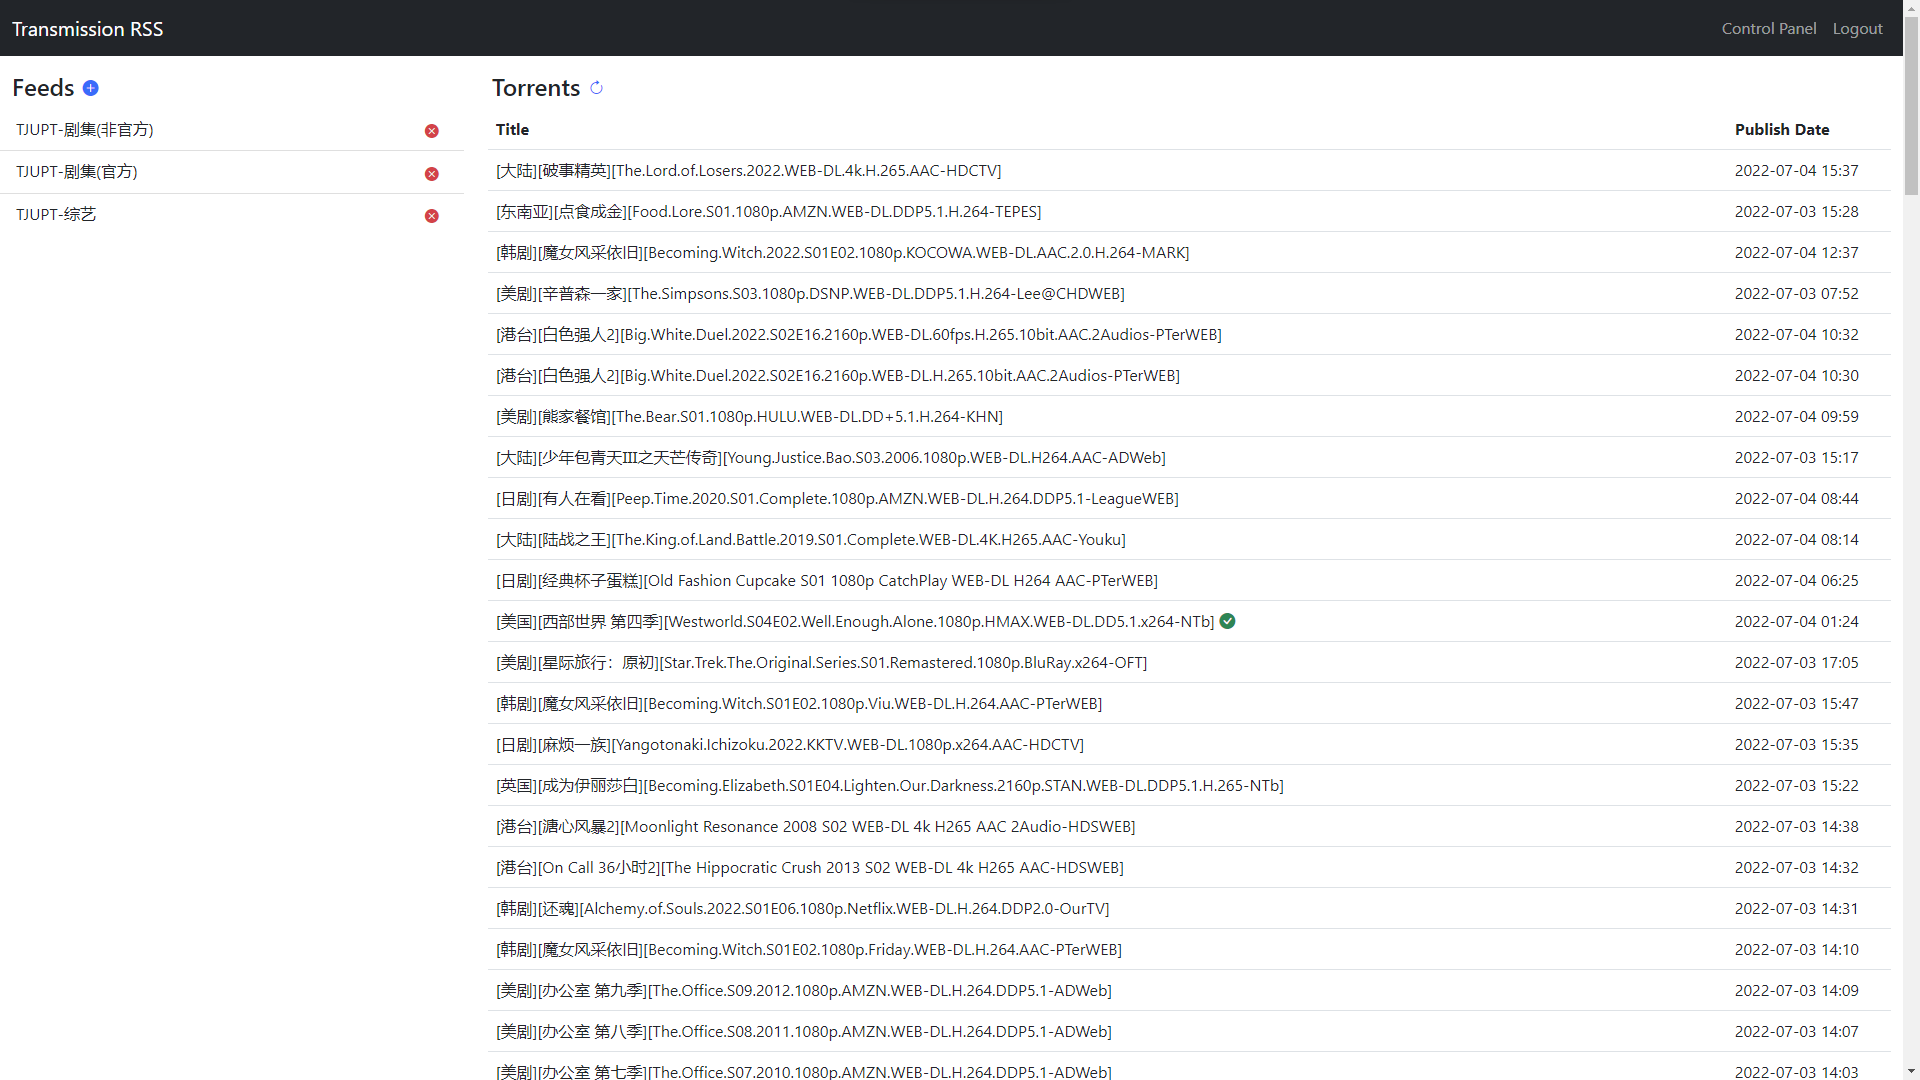 Transmission RSS
Control Panel Logout
Feeds
TJUPT-剧集(非官方)
TJUPT-剧集(官方)
TJUPT-综艺
Torrents
Title Publish Date
[大陆][破事精英][The.Lord.of.Losers.2022.WEB-DL.4k.H.265.AAC-HDCTV] 2022-07-04 15:37
[东南亚][点食成金][Food.Lore.S01.1080p.AMZN.WEB-DL.DDP5.1.H.264-TEPES] 2022-07-03 15:28
[韩剧][魔女风采依旧][Becoming.Witch.2022.S01E02.1080p.KOCOWA.WEB-DL.AAC.2.0.H.264-MARK] 2022-07-04 12:37
[美剧][辛普森一家][The.Simpsons.S03.1080p.DSNP.WEB-DL.DDP5.1.H.264-Lee@CHDWEB] 2022-07-03 07:52
[港台][白色强人2][Big.White.Duel.2022.S02E16.2160p.WEB-DL.60fps.H.265.10bit.AAC.2Audios-PTerWEB] 2022-07-04 10:32
[港台][白色强人2][Big.White.Duel.2022.S02E16.2160p.WEB-DL.H.265.10bit.AAC.2Audios-PTerWEB] 2022-07-04 10:30
[美剧][熊家餐馆][The.Bear.S01.1080p.HULU.WEB-DL.DD+5.1.H.264-KHN] 2022-07-04 09:59
[大陆][少年包青天III之天芒传奇][Young.Justice.Bao.S03.2006.1080p.WEB-DL.H264.AAC-ADWeb] 2022-07-03 15:17
[日剧][有人在看][Peep.Time.2020.S01.Complete.1080p.AMZN.WEB-DL.H.264.DDP5.1-LeagueWEB] 2022-07-04 08:44
[大陆][陆战之王][The.King.of.Land.Battle.2019.S01.Complete.WEB-DL.4K.H265.AAC-Youku] 2022-07-04 08:14
[日剧][经典杯子蛋糕][Old Fashion Cupcake S01 1080p CatchPlay WEB-DL H264 AAC-PTerWEB] 2022-07-04 06:25
[美国][西部世界 第四季][Westworld.S04E02.Well.Enough.Alone.1080p.HMAX.WEB-DL.DD5.1.x264-NTb] 2022-07-04 01:24
[美剧][星际旅行：原初][Star.Trek.The.Original.Series.S01.Remastered.1080p.BluRay.x264-OFT] 2022-07-03 17:05
[韩剧][魔女风采依旧][Becoming.Witch.S01E02.1080p.Viu.WEB-DL.H.264.AAC-PTerWEB] 2022-07-03 15:47
[日剧][麻烦一族][Yangotonaki.Ichizoku.2022.KKTV.WEB-DL.1080p.x264.AAC-HDCTV] 2022-07-03 15:35
[英国][成为伊丽莎白][Becoming.Elizabeth.S01E04.Lighten.Our.Darkness.2160p.STAN.WEB-DL.DDP5.1.H.265-NTb] 2022-07-03 15:22
[港台][溏心风暴2][Moonlight Resonance 2008 S02 WEB-DL 4k H265 AAC 2Audio-HDSWEB] 2022-07-03 14:38
[港台][On Call 36小时2][The Hippocratic Crush 2013 S02 WEB-DL 4k H265 AAC-HDSWEB] 2022-07-03 14:32
[韩剧][还魂][Alchemy.of.Souls.2022.S01E06.1080p.Netflix.WEB-DL.H.264.DDP2.0-OurTV] 2022-07-03 14:31
[韩剧][魔女风采依旧][Becoming.Witch.S01E02.1080p.Friday.WEB-DL.H.264.AAC-PTerWEB] 2022-07-03 14:10
[美剧][办公室 第九季][The.Office.S09.2012.1080p.AMZN.WEB-DL.H.264.DDP5.1-ADWeb] 2022-07-03 14:09
[美剧][办公室 第八季][The.Office.S08.2011.1080p.AMZN.WEB-DL.H.264.DDP5.1-ADWeb] 2022-07-03 14:07
[美剧][办公室 第七季][The.Office.S07.2010.1080p.AMZN.WEB-DL.H.264.DDP5.1-ADWeb] 2022-07-03 14:03